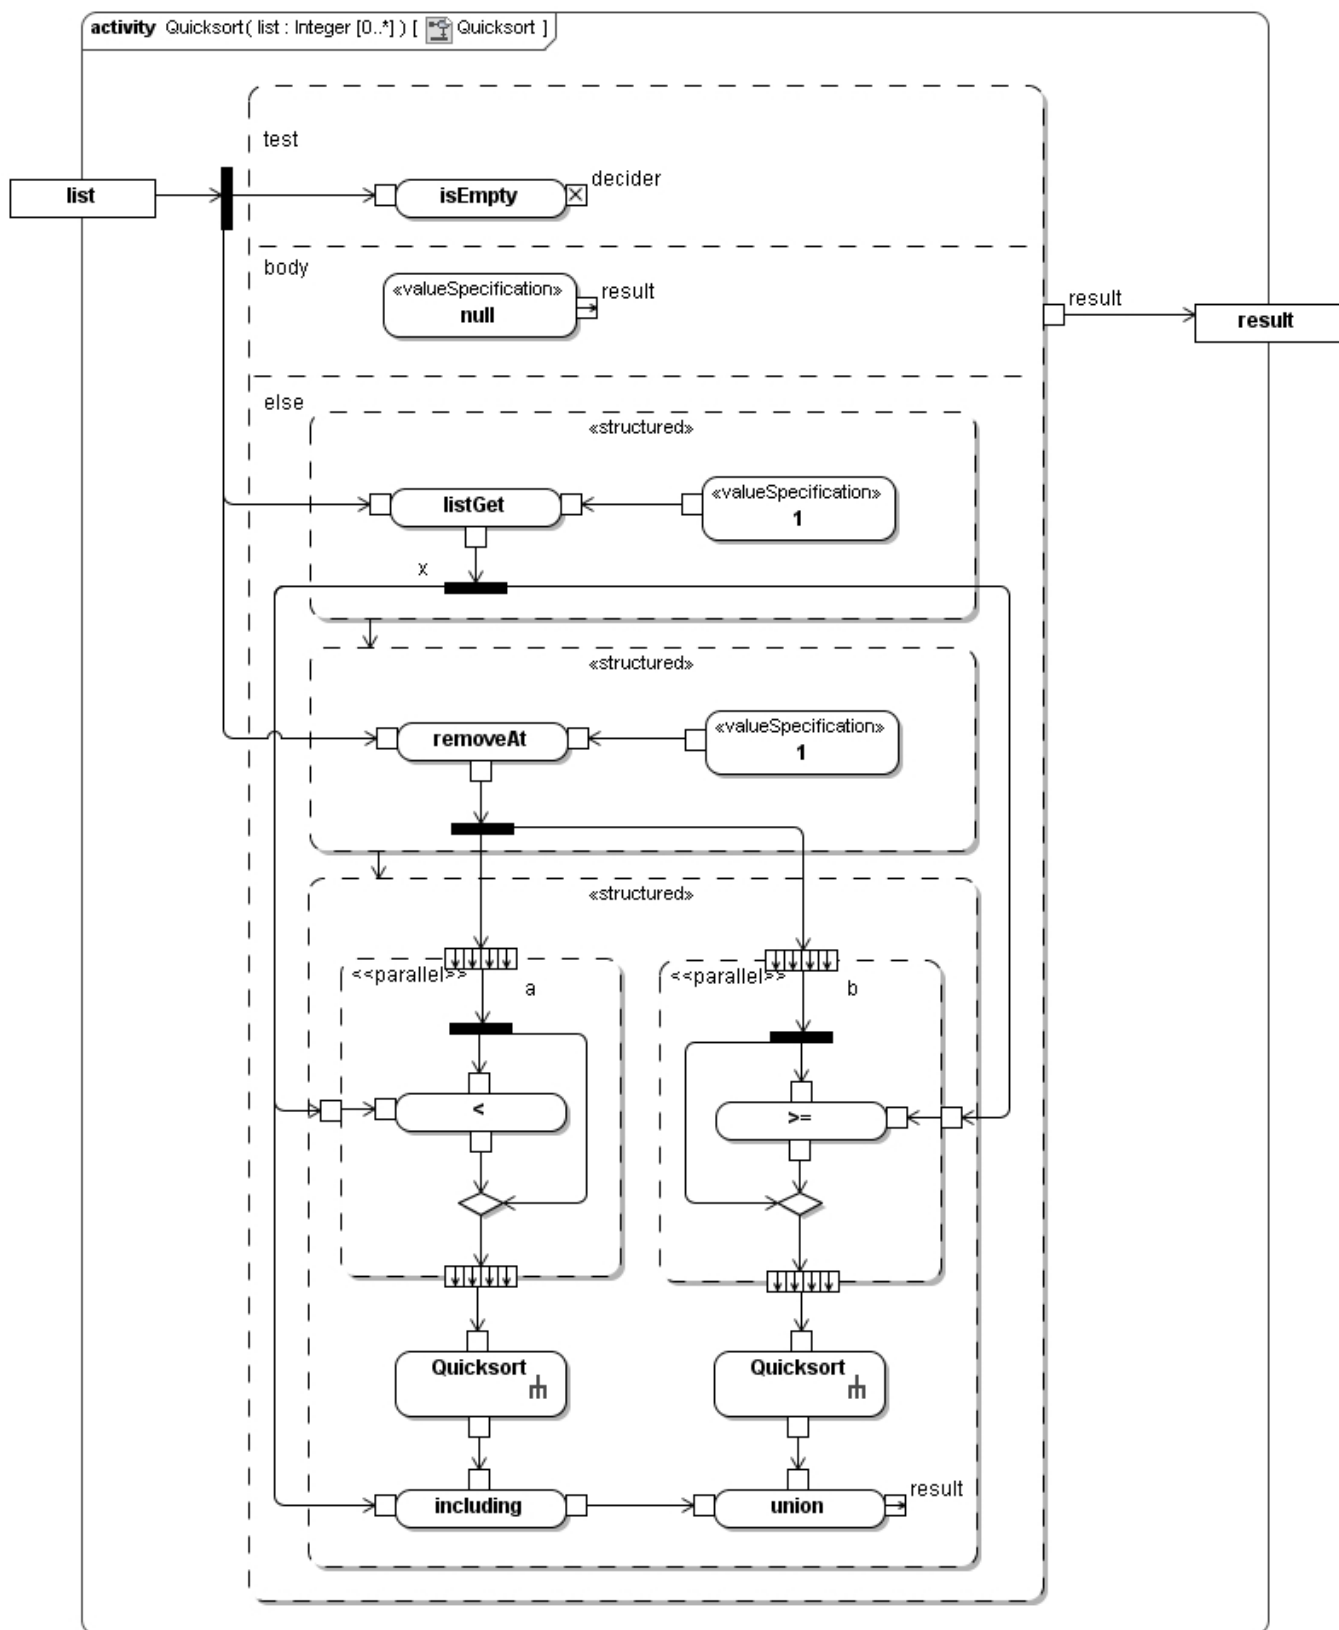 activity Quicksort( list : Integer [0..*] ) [ Quicksort ]
test
list
isEmpty
decider
body
«valueSpecification»
null
result
result
result
else
«structured»
listGet
«valueSpecification»
1
x
«structured»
removeAt
«valueSpecification»
1
«structured»
<<parallel>>
a
<<parallel>>
b
<
>=
Quicksort
Quicksort
including
union
result